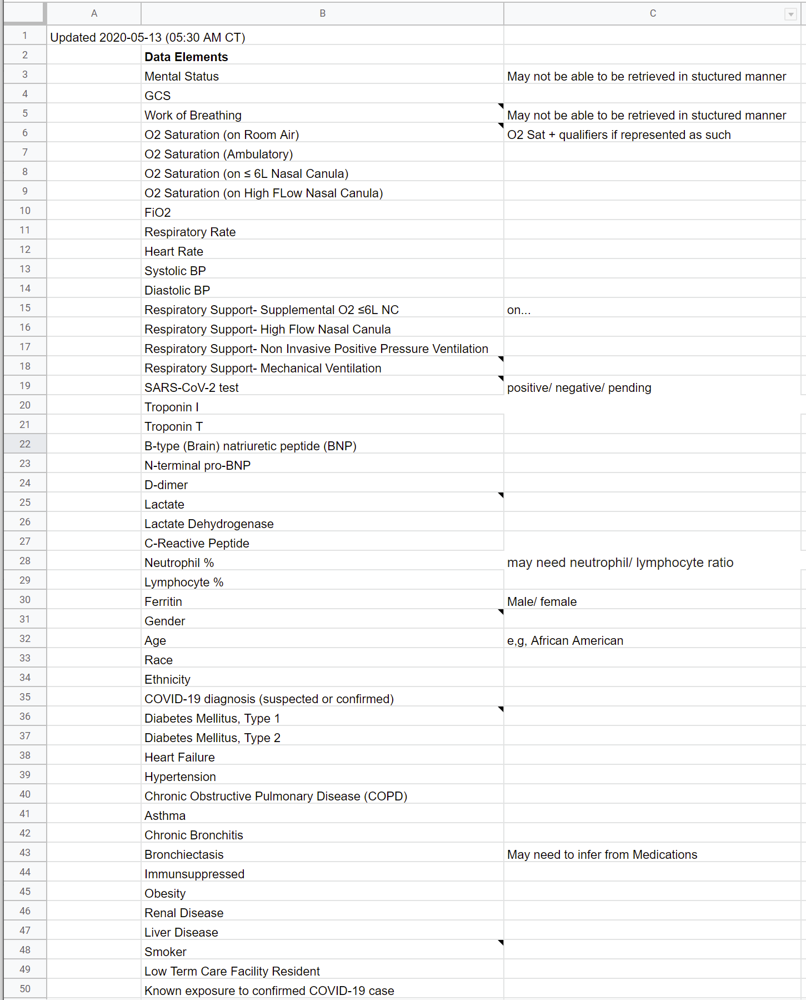 A B C
1 Updated 2020-05-13 (05:30 AM CT)
2 Data Elements
3 Mental Status May not be able to be retrieved in stuctured manner
4 GCS
5 Work of Breathing May not be able to be retrieved in stuctured manner
6 O2 Saturation (on Room Air) O2 Sat + qualifiers if represented as such
7 O2 Saturation (Ambulatory)
8 O2 Saturation (on ≤ 6L Nasal Canula)
9 O2 Saturation (on High FLow Nasal Canula)
10 FiO2
11 Respiratory Rate
12 Heart Rate
13 Systolic BP
14 Diastolic BP
15 Respiratory Support- Supplemental O2 ≤6L NC on...
16 Respiratory Support- High Flow Nasal Canula
17 Respiratory Support- Non Invasive Positive Pressure Ventilation
18 Respiratory Support- Mechanical Ventilation
19 SARS-CoV-2 test positive/ negative/ pending
20 Troponin I
21 Troponin T
22 B-type (Brain) natriuretic peptide (BNP)
23 N-terminal pro-BNP
24 D-dimer
25 Lactate
26 Lactate Dehydrogenase
27 C-Reactive Peptide
28 Neutrophil % may need neutrophil/ lymphocyte ratio
29 Lymphocyte %
30 Ferritin Male/ female
31 Gender
32 Age e,g, African American
33 Race
34 Ethnicity
35 COVID-19 diagnosis (suspected or confirmed)
36 Diabetes Mellitus, Type 1
37 Diabetes Mellitus, Type 2
38 Heart Failure
39 Hypertension
40 Chronic Obstructive Pulmonary Disease (COPD)
41 Asthma
42 Chronic Bronchitis
43 Bronchiectasis May need to infer from Medications
44 Immunsuppressed
45 Obesity
46 Renal Disease
47 Liver Disease
48 Smoker
49 Low Term Care Facility Resident
50 Known exposure to confirmed COVID-19 case